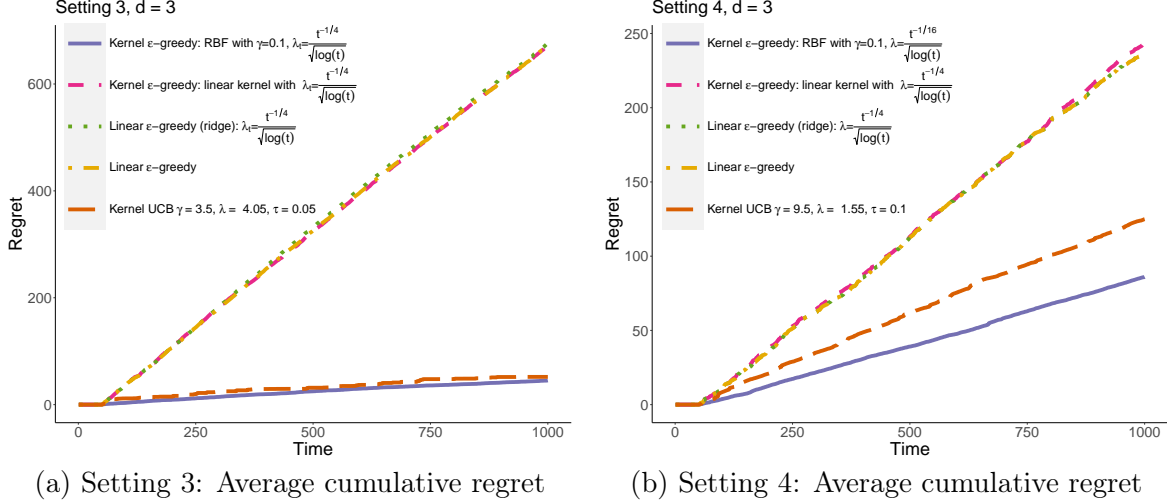 Setting 3, d = 3
Kernel ε-greedy: RBF with γ=0.1, λₜ=t^{-1/4}/√log(t)
Kernel ε-greedy: linear kernel with λₜ=t^{-1/4}/√log(t)
Linear ε-greedy (ridge): λₜ=t^{-1/4}/√log(t)
Linear ε-greedy
Kernel UCB γ = 3.5, λ = 4.05, τ = 0.05
Regret
600
400
200
0
0 250 500 750 1000
Time
(a) Setting 3: Average cumulative regret
Setting 4, d = 3
Kernel ε-greedy: RBF with γ=0.1, λ=t^{-1/16}/√log(t)
Kernel ε-greedy: linear kernel with λ=t^{-1/4}/√log(t)
Linear ε-greedy (ridge): λ=t^{-1/4}/√log(t)
Linear ε-greedy
Kernel UCB γ = 9.5, λ = 1.55, τ = 0.1
Regret
250
200
150
100
50
0
0 250 500 750 1000
Time
(b) Setting 4: Average cumulative regret